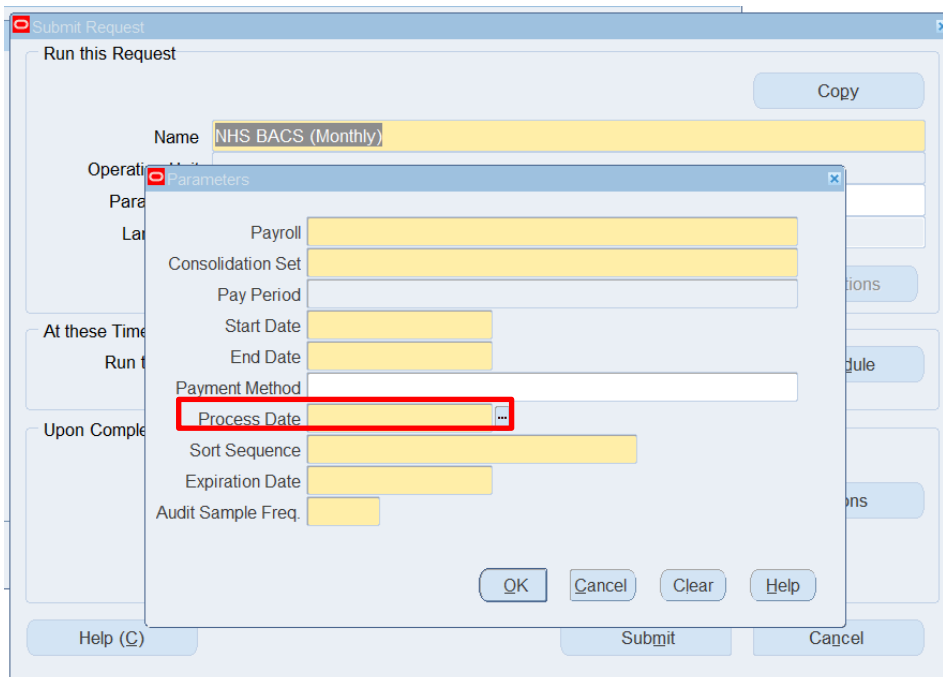 Submit Request
Run this Request
Copy
Name NHS BACS (Monthly)
Parameters
Payroll
Consolidation Set
Pay Period
At these Time
Start Date
Run t
End Date
dule
Payment Method
Process Date ...
Upon Comple
Sort Sequence
Expiration Date
Audit Sample Freq.
OK Cancel Clear Help
Help (C) Submit Cancel